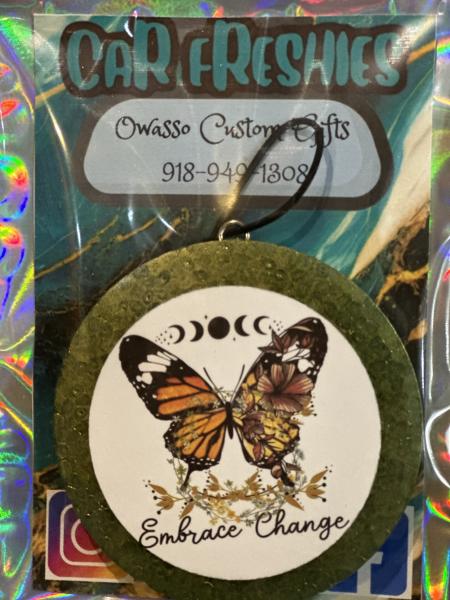 CAR FRESHIES
Owasso Custom Gifts
918-949-1308
Embrace Change